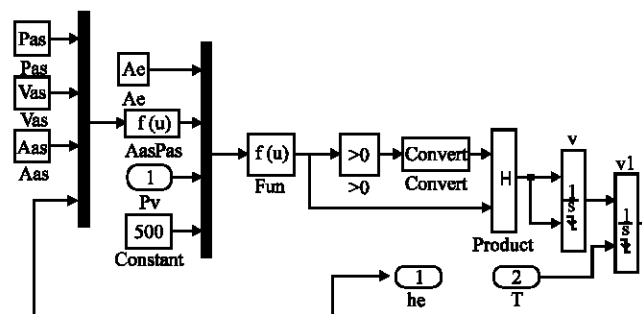 Pas
Pas
Vas
Vas
Aas
Aas
Ae
Ae
f (u)
AasPas
1
Pv
500
Constant
f (u)
Fun
>0
>0
Convert
Convert
H
Product
v
1
s
v1
1
s
1
he
2
T